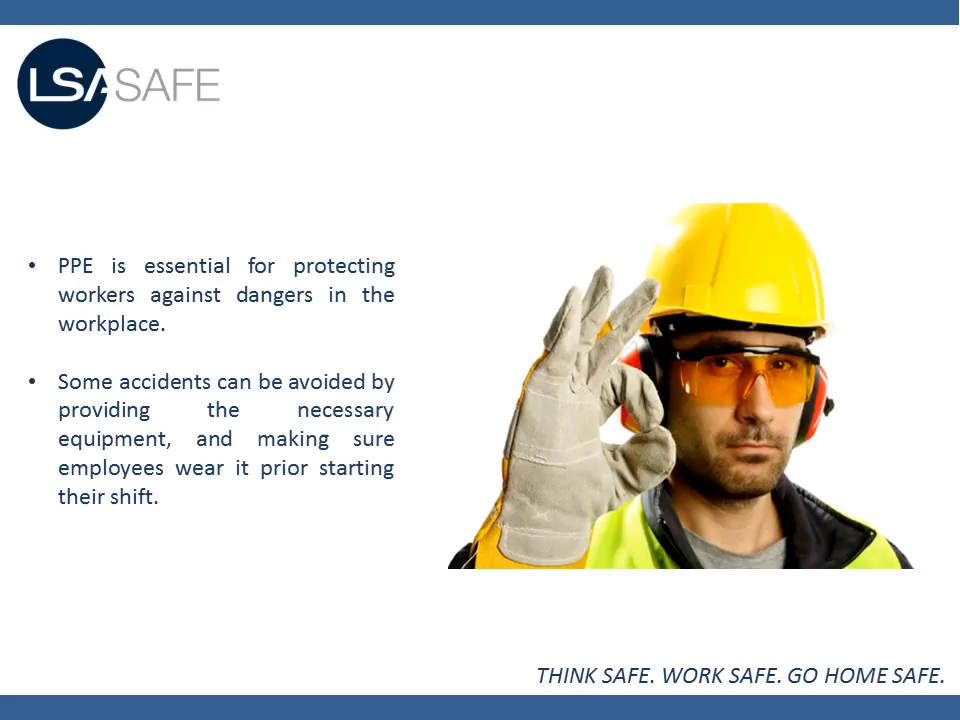 LSA SAFE
• PPE is essential for protecting
workers against dangers in the
workplace.
• Some accidents can be avoided by
providing the necessary
equipment, and making sure
employees wear it prior starting
their shift.
THINK SAFE. WORK SAFE. GO HOME SAFE.